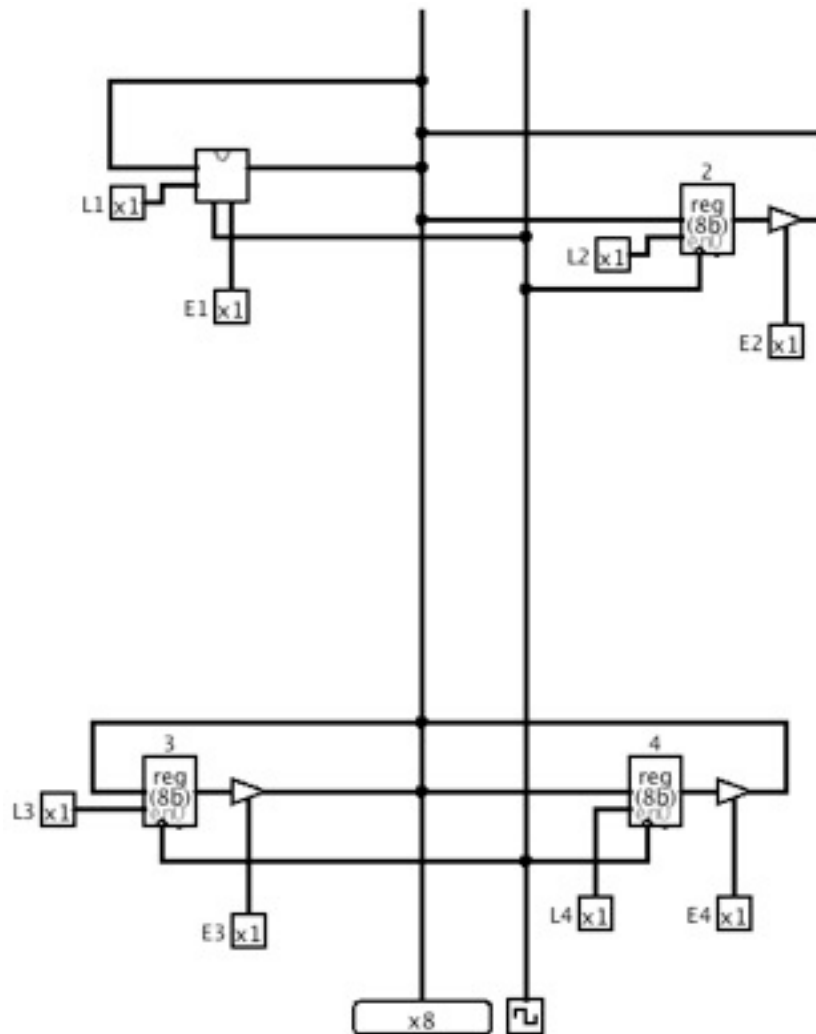 2
reg
(8b)
L1 x1
L2 x1
E1 x1
E2 x1
3
4
reg
(8b)
reg
(8b)
L3 x1
L4 x1
E4 x1
E3 x1
x8